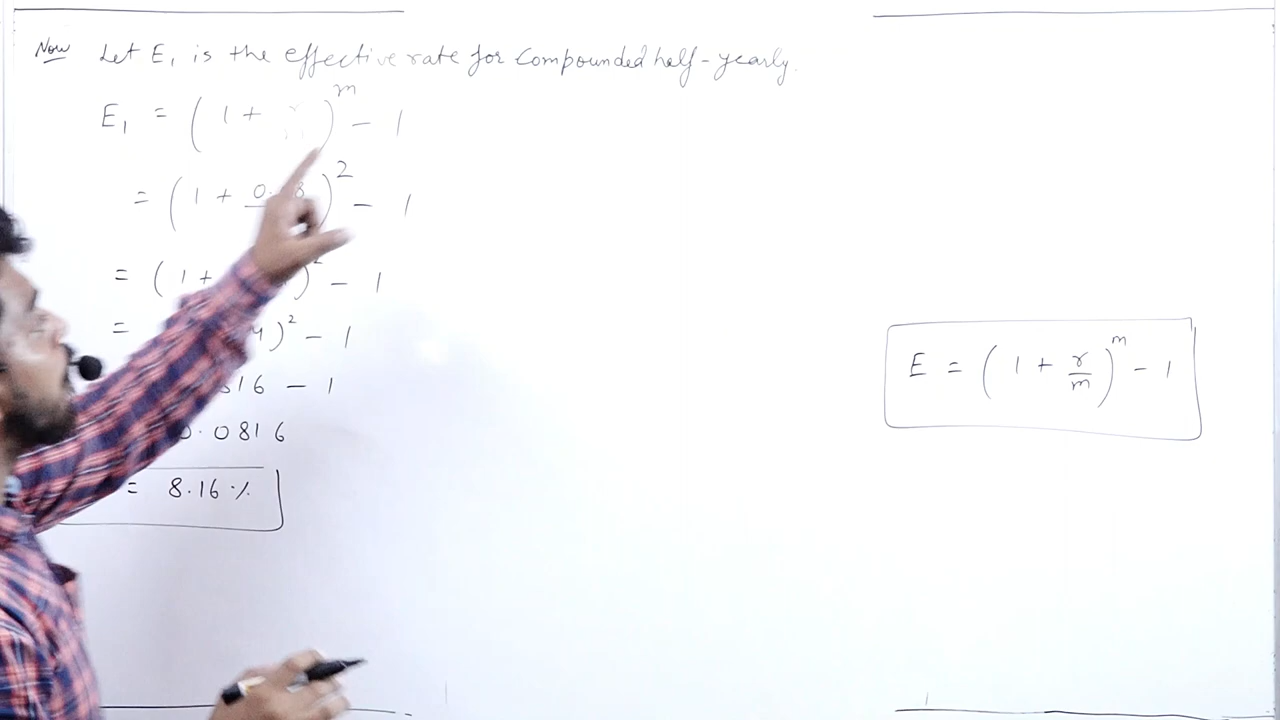 Now Let E₁ is the effective rate for Compounded half-yearly.
E₁ = ( 1 + )ᵐ - 1
= ( 1 + )² - 1
= ( 1 + )² - 1
= )² - 1
16 - 1
0.0816
= 8.16 %
E = ( 1 + r/m )ᵐ - 1